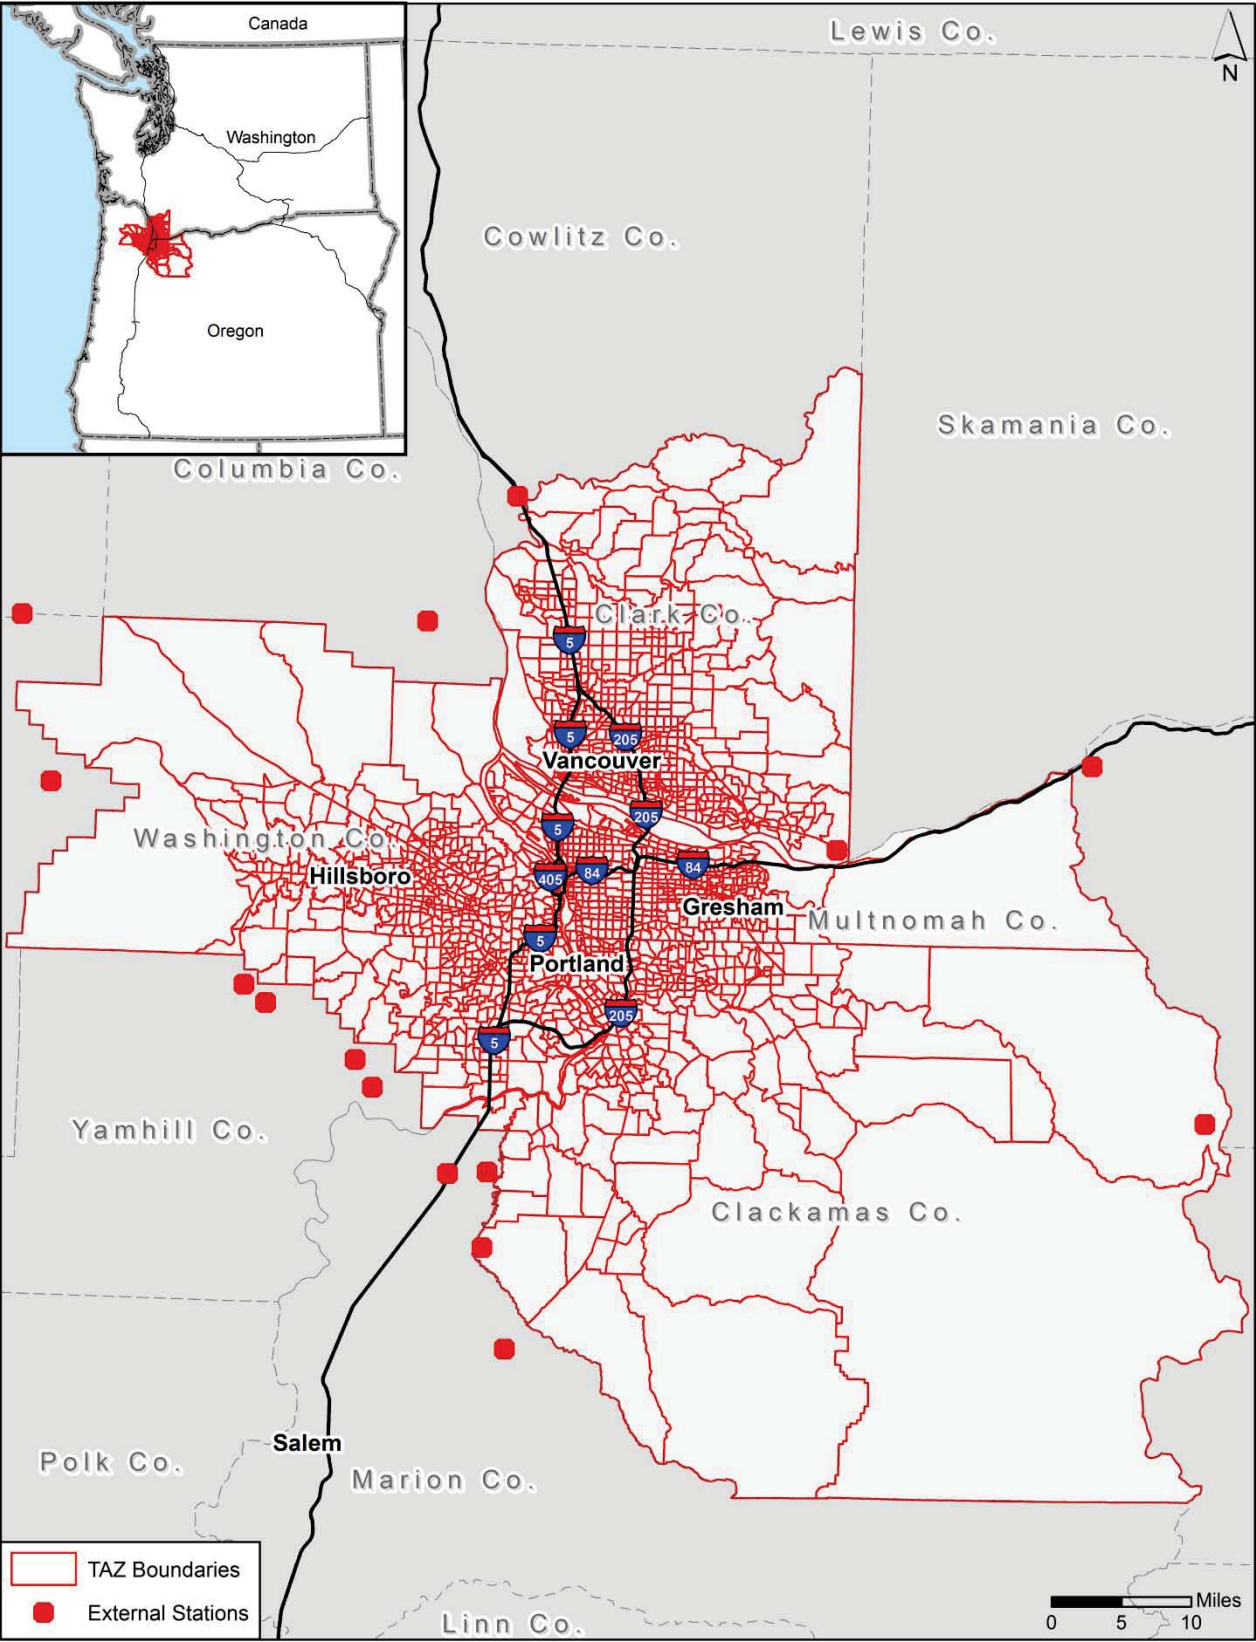 Canada
Washington
Oregon
Lewis Co.
N
Cowlitz Co.
Skamania Co.
Columbia Co.
Clark Co.
5
5
205
Vancouver
5
205
Washington Co.
Hillsboro
405
84
84
Gresham
Multnomah Co.
5
Portland
205
5
Yamhill Co.
Clackamas Co.
Salem
Polk Co.
Marion Co.
TAZ Boundaries
External Stations
Linn Co.
Miles
0 5 10